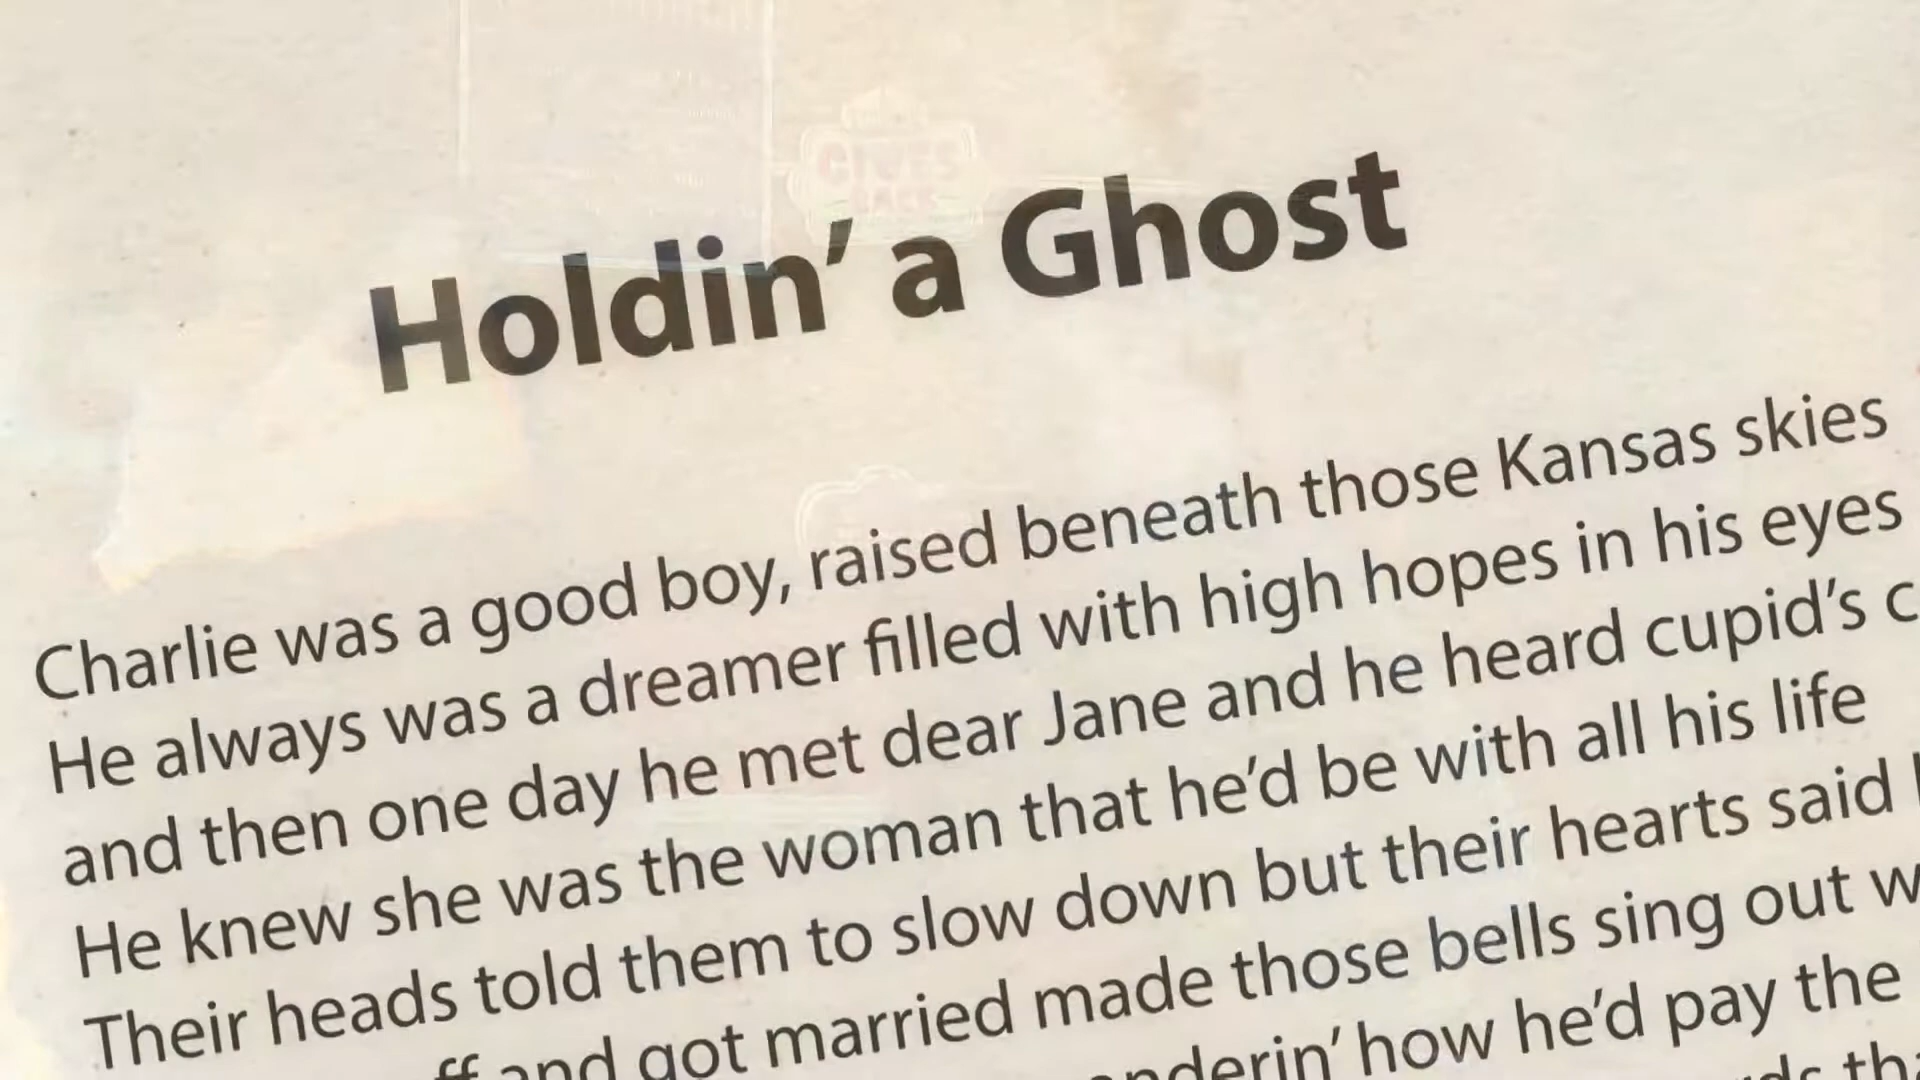 GIVES
BACK
Holdin' a Ghost
Charlie was a good boy, raised beneath those Kansas skies
He always was a dreamer filled with high hopes in his eyes
and then one day he met dear Jane and he heard cupid's
He knew she was the woman that he'd be with all his life
Their heads told them to slow down but their hearts said
and got married made those bells sing out
how he'd pay the